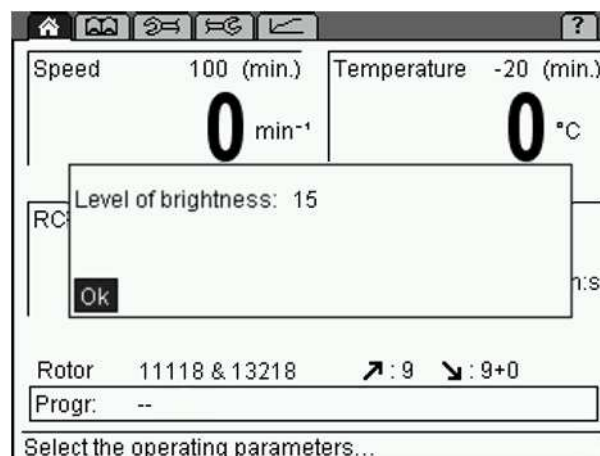 ?
Speed 100 (min.) Temperature -20 (min.)
0 min⁻¹ 0 °C
Level of brightness: 15
RC
n:s
Ok
Rotor 11118 & 13218 ↗: 9 ↘: 9+0
Progr: --
Select the operating parameters...